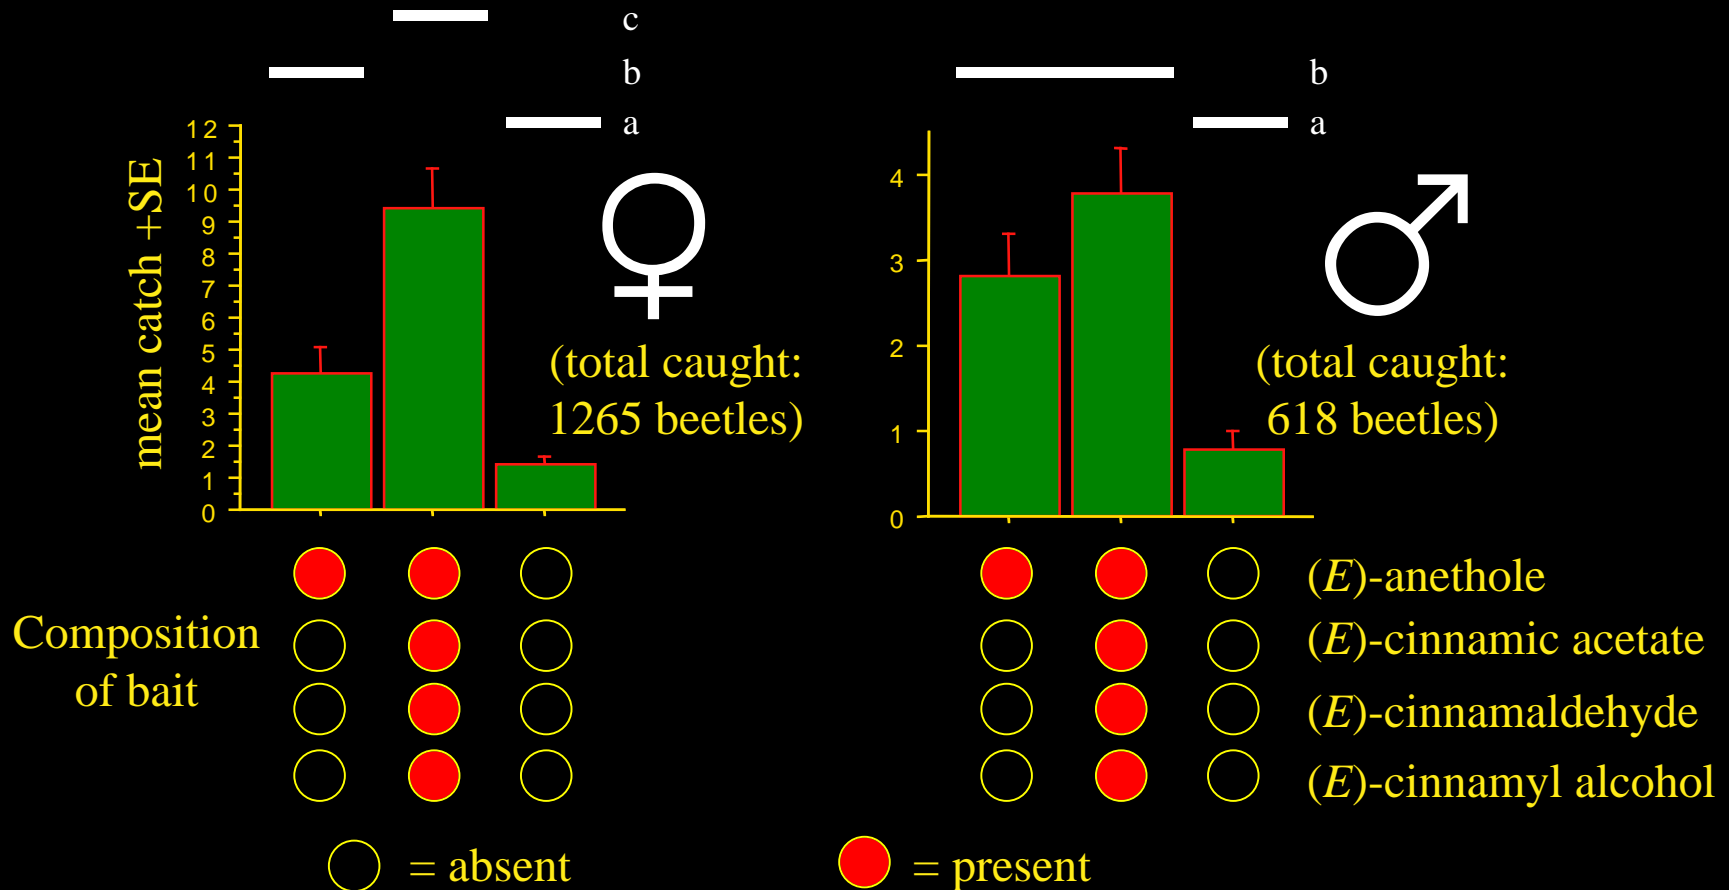 c
b
a
12
11
10
9
8
7
6
5
4
3
2
1
0
mean catch +SE
(total caught:
1265 beetles)
b
a
4
3
2
1
0
(total caught:
618 beetles)
Composition
of bait
(E)-anethole
(E)-cinnamic acetate
(E)-cinnamaldehyde
(E)-cinnamyl alcohol
= absent
= present